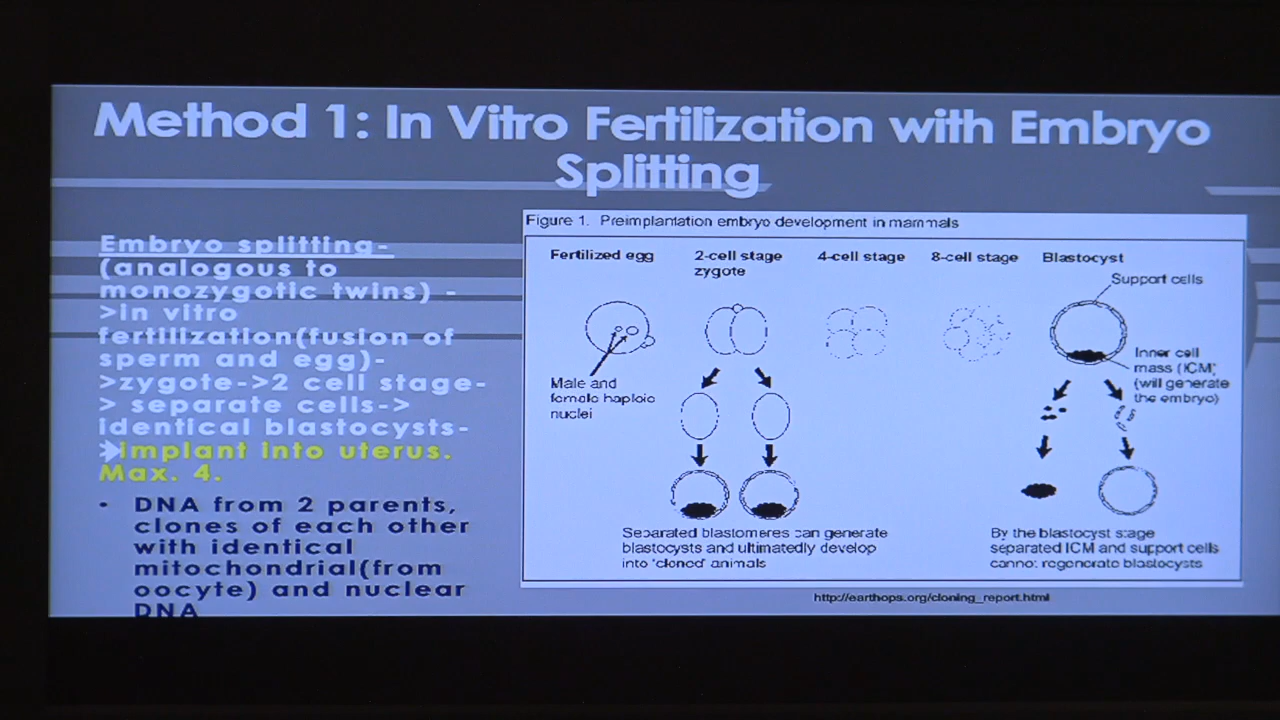 Method 1: In Vitro Fertilization with Embryo
Splitting
Embryo splitting-
(analogous to
monozygotic twins) -
>in vitro
fertilization(fusion of
sperm and egg)-
>zygote->2 cell stage-
> separate cells->
identical blastocysts-
>implant into uterus.
Max. 4.
• DNA from 2 parents,
clones of each other
with identical
mitochondrial(from
oocyte) and nuclear
DNA
Figure 1. Preimplantation embryo development in mammals
Fertilized egg
2-cell stage
zygote
4-cell stage
8-cell stage
Blastocyst
Support cells
Inner cell
mass (ICM)
(will generate
the embryo)
Male and
female haploic
nuclei
Separated blastomeres can generate
blastocysts and ultimatedly develop
into 'cloned' animals
By the blastocyst stage
separated ICM and support cells
cannot regenerate blastocysts
http://earthops.org/cloning_report.html